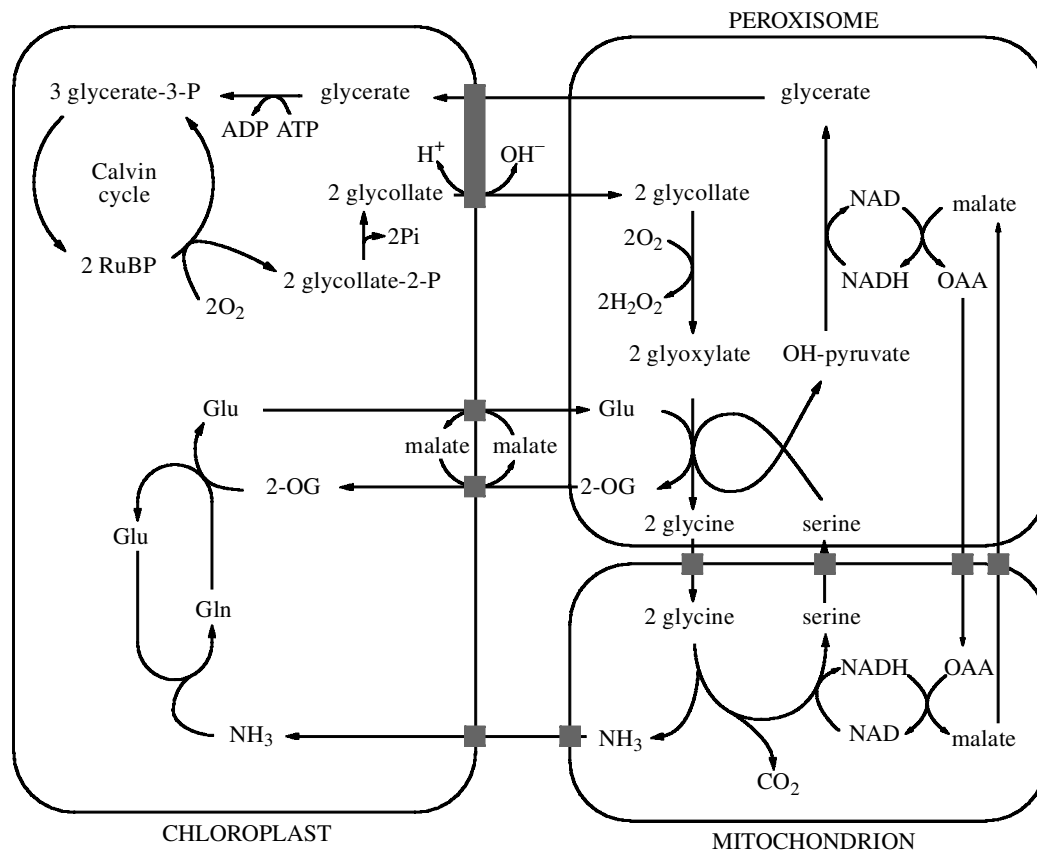 PEROXISOME
3 glycerate-3-P
glycerate
glycerate
ADP ATP
H⁺
OH⁻
Calvin
cycle
2 glycollate
2 glycollate
NAD
malate
2Pi
2O₂
2 RuBP
2 glycollate-2-P
NADH
OAA
2O₂
2H₂O₂
2 glyoxylate
OH-pyruvate
Glu
Glu
malate
malate
2-OG
2-OG
Glu
2 glycine
serine
Gln
2 glycine
serine
NADH
OAA
NH₃
NH₃
NAD
malate
CO₂
CHLOROPLAST
MITOCHONDRION